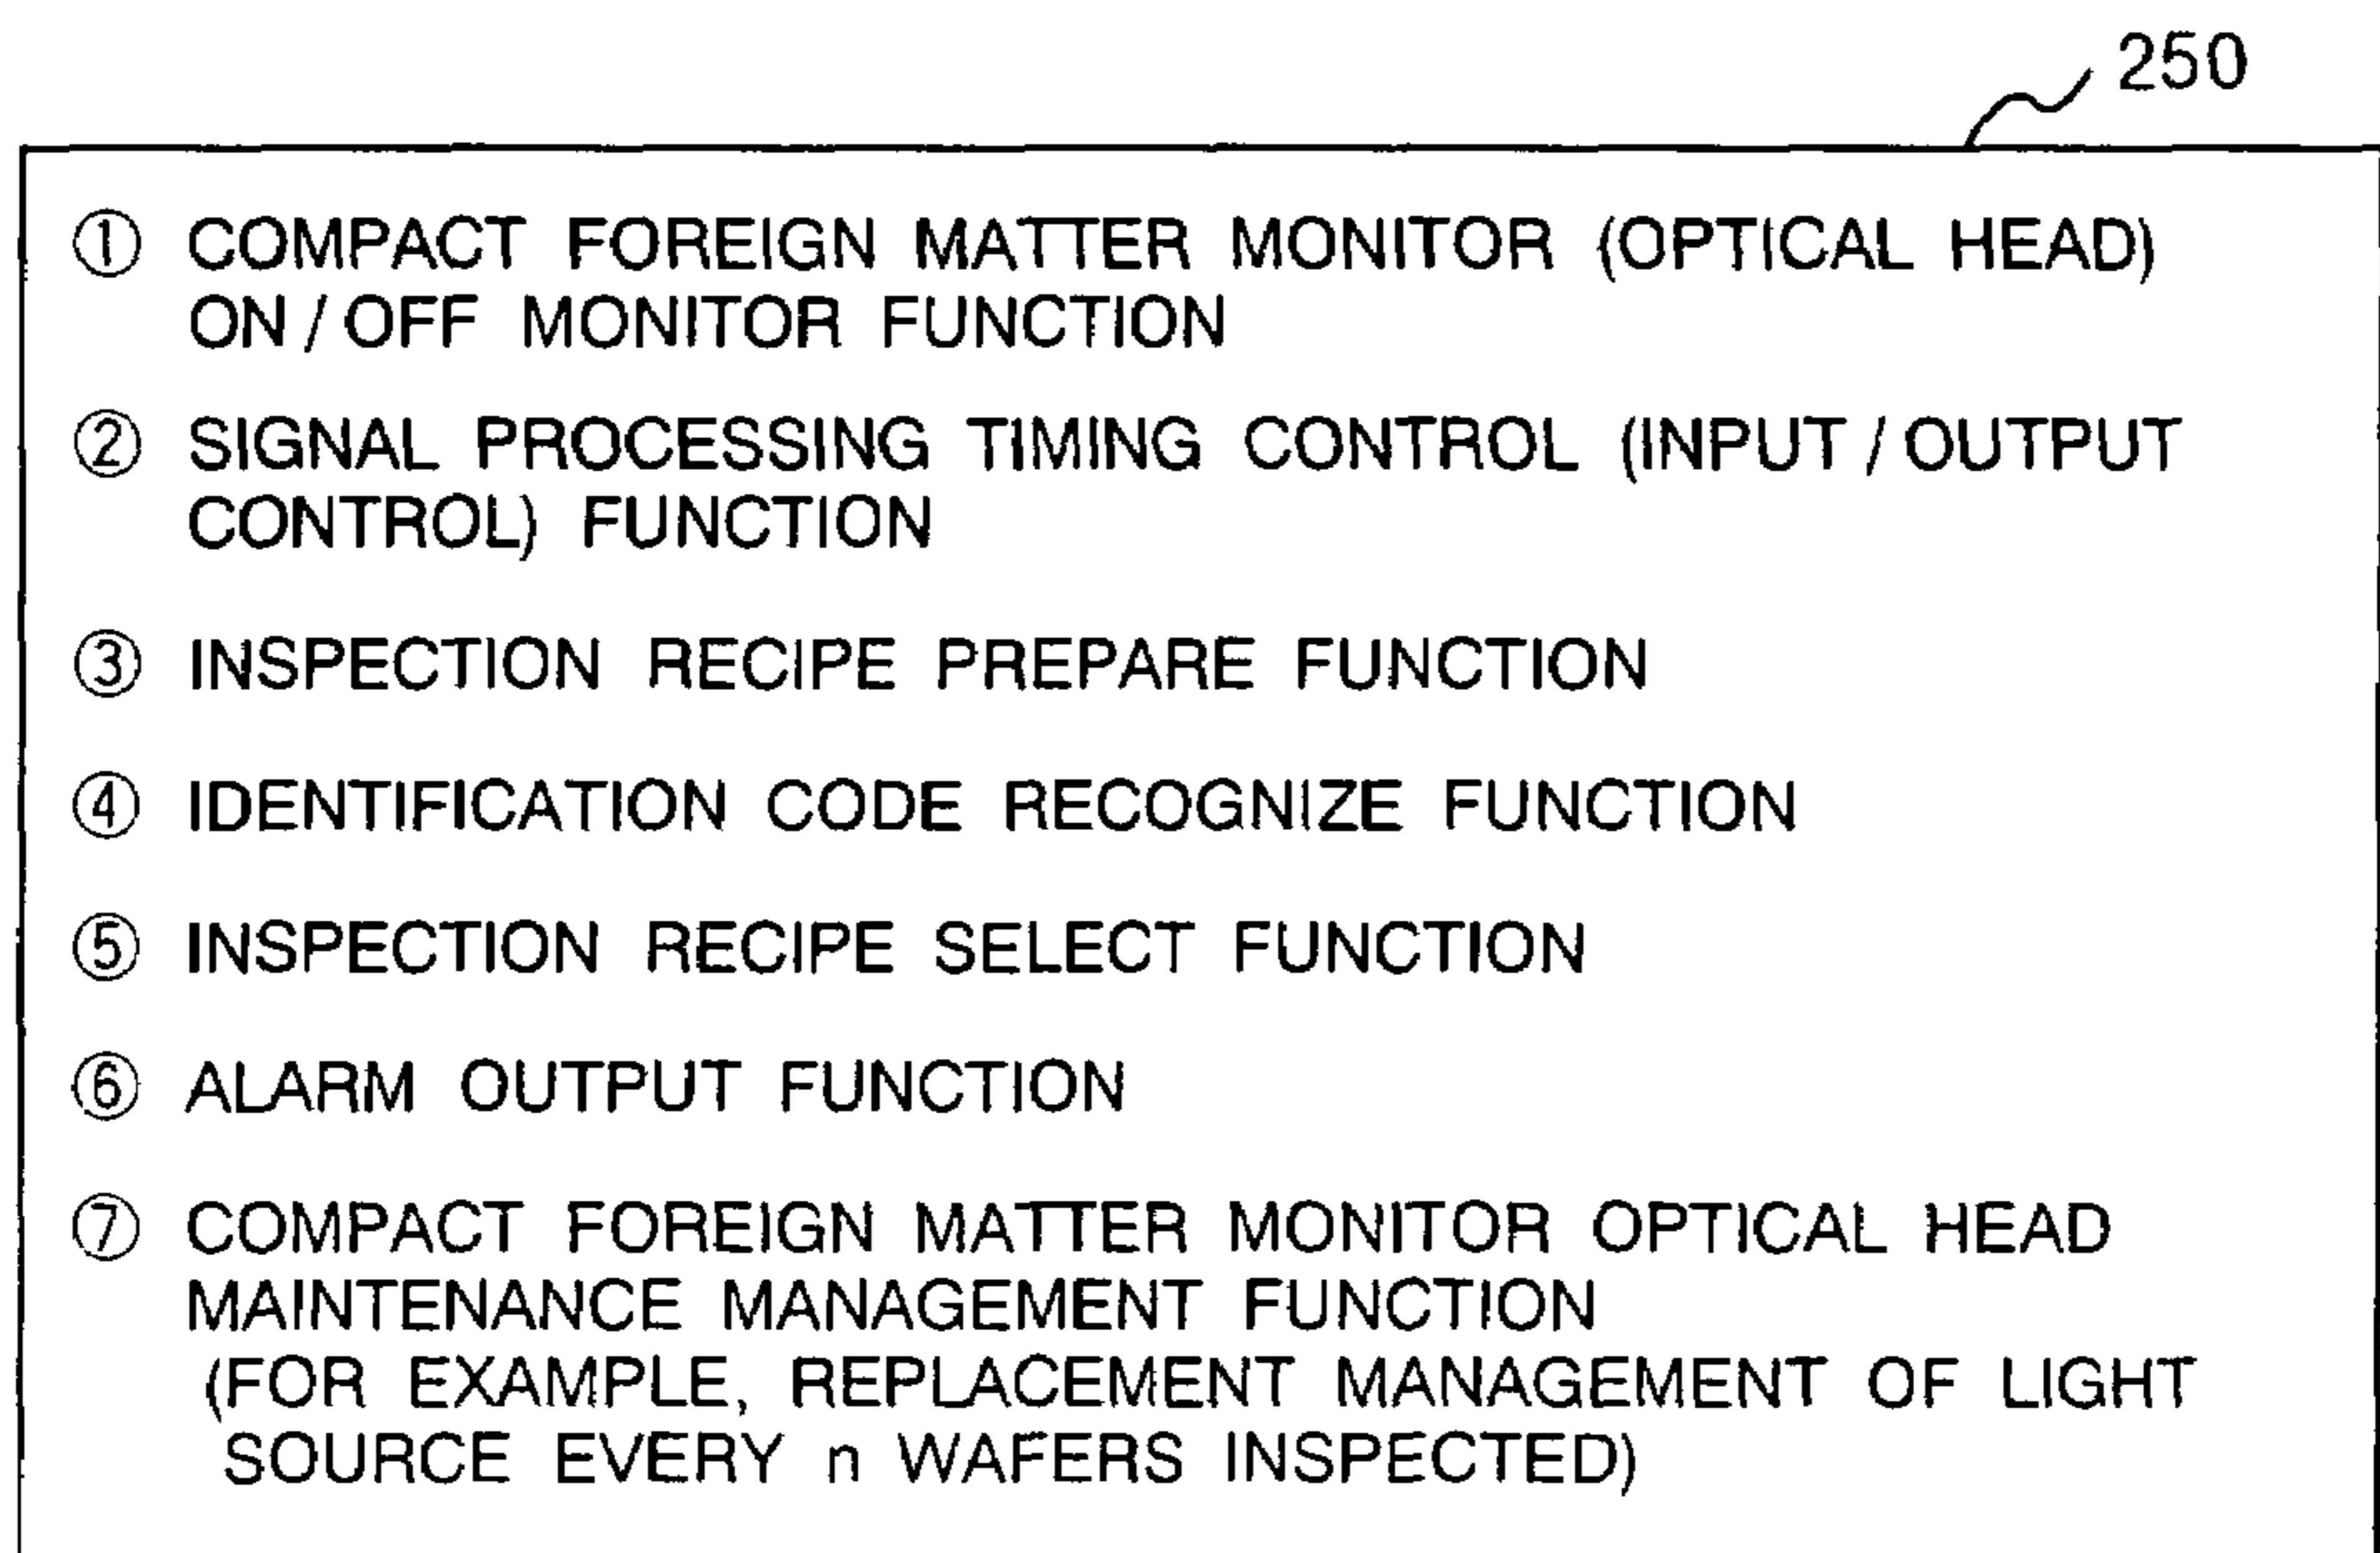 250
① COMPACT FOREIGN MATTER MONITOR (OPTICAL HEAD)
ON/OFF MONITOR FUNCTION
② SIGNAL PROCESSING TIMING CONTROL (INPUT/OUTPUT
CONTROL) FUNCTION
③ INSPECTION RECIPE PREPARE FUNCTION
④ IDENTIFICATION CODE RECOGNIZE FUNCTION
⑤ INSPECTION RECIPE SELECT FUNCTION
⑥ ALARM OUTPUT FUNCTION
⑦ COMPACT FOREIGN MATTER MONITOR OPTICAL HEAD
MAINTENANCE MANAGEMENT FUNCTION
(FOR EXAMPLE, REPLACEMENT MANAGEMENT OF LIGHT
SOURCE EVERY n WAFERS INSPECTED)